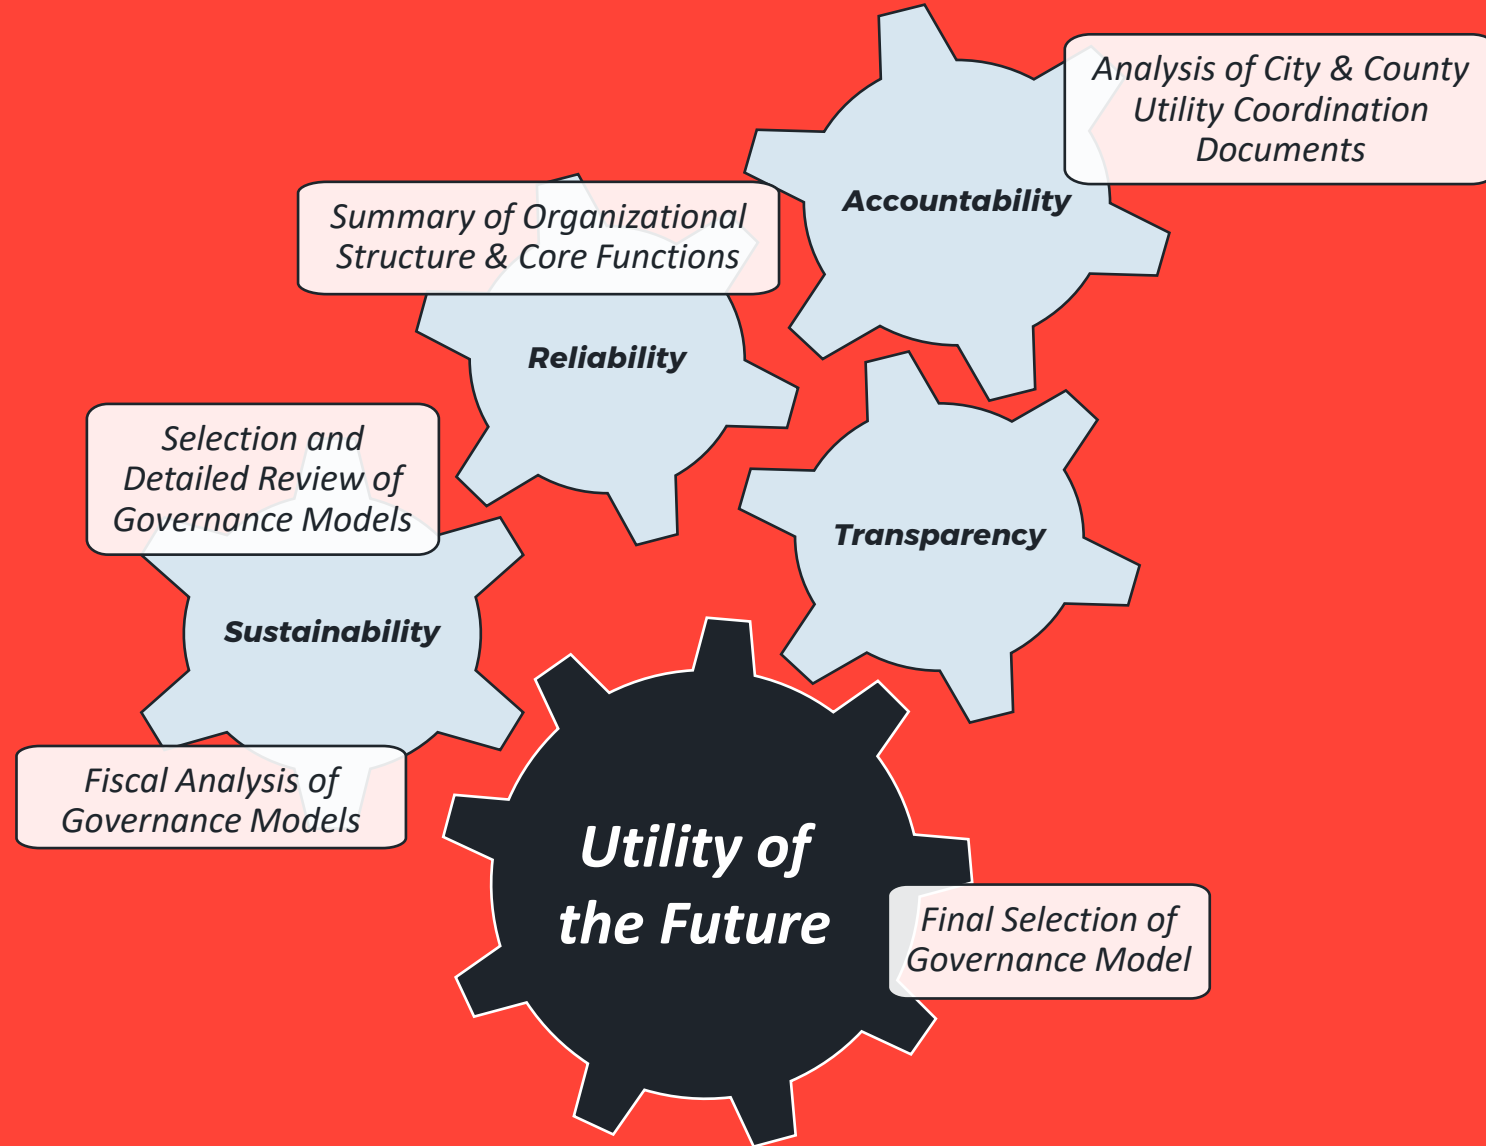 Analysis of City & County
Utility Coordination
Documents
Accountability
Summary of Organizational
Structure & Core Functions
Reliability
Selection and
Detailed Review of
Governance Models
Transparency
Sustainability
Fiscal Analysis of
Governance Models
Utility of
the Future
Final Selection of
Governance Model